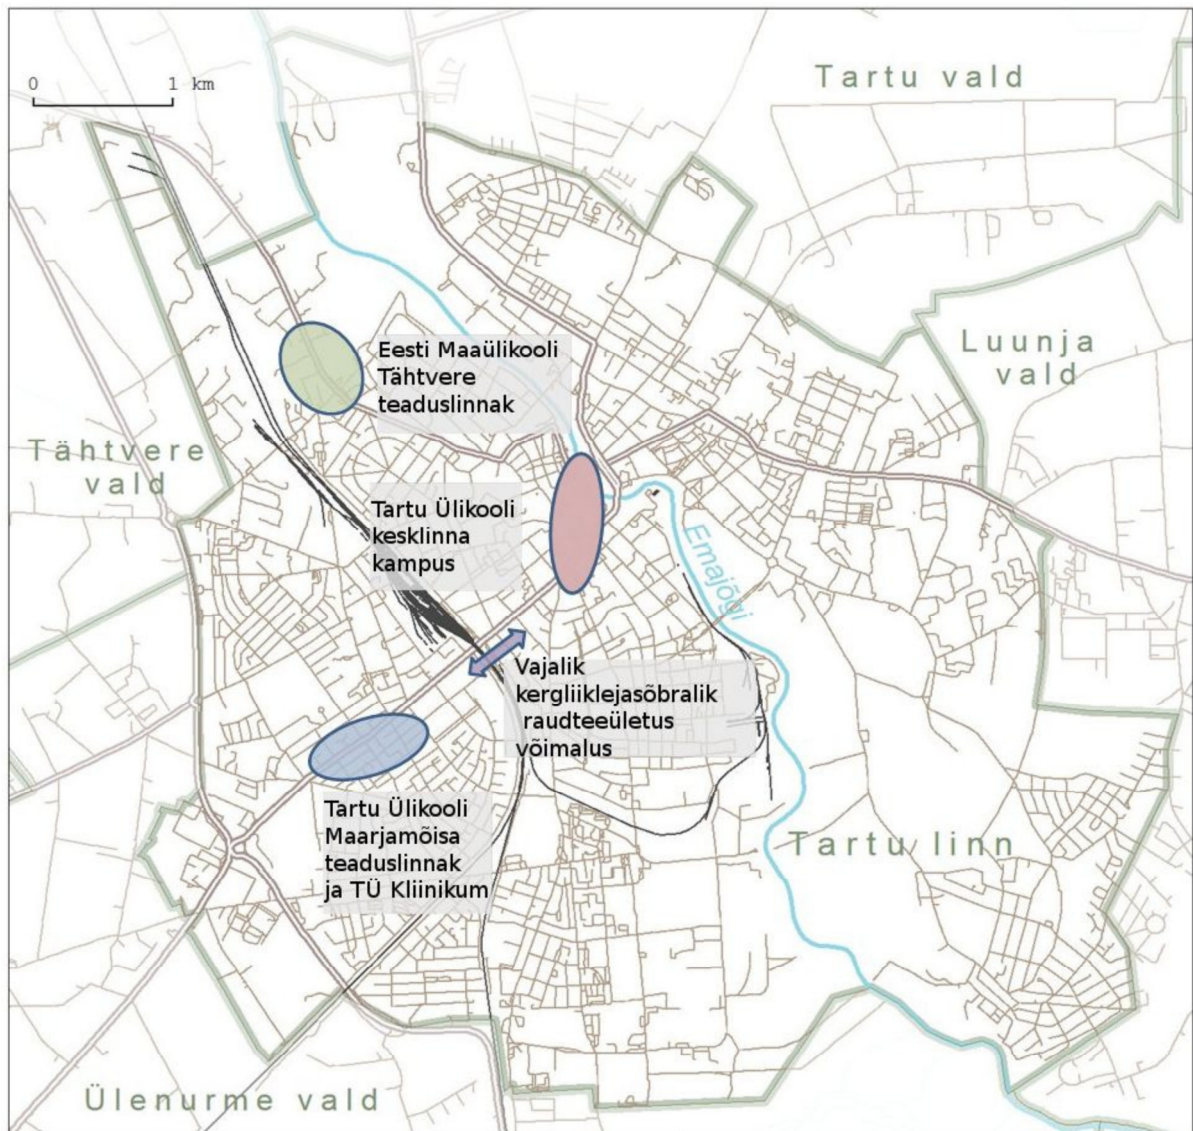 Tartu vald
0 1 km
Luunja
vald
Eesti Maaülikooli
Tähtvere
teaduslinnak
Tähtvere
vald
Tartu Ülikooli
kesklinna
kampus
Emajõgi
Vajalik
kergliiklejasõbralik
raudteeületus
võimalus
Tartu Ülikooli
Maarjamõisa
teaduslinnak
ja TÜ Kliinikum
Tartu linn
Ülenurme vald